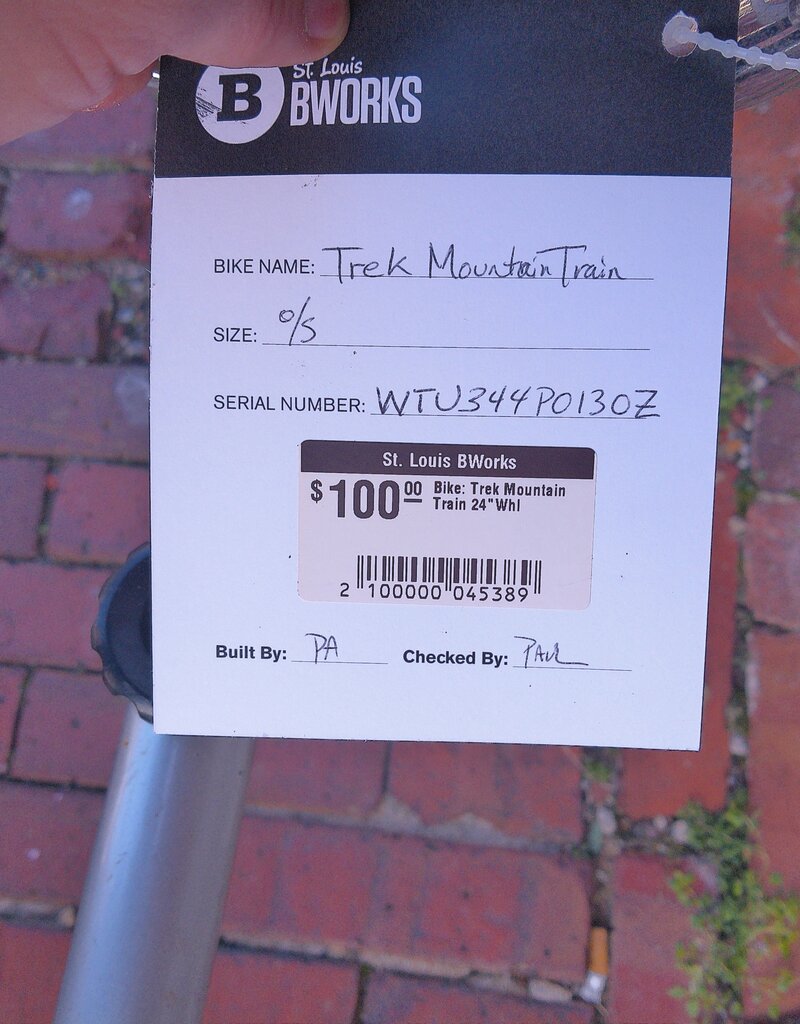 B St. Louis
BWORKS
BIKE NAME: Trek Mountain Train
SIZE: o/s
SERIAL NUMBER: WTU344P0130Z
St. Louis BWorks
$100.00 Bike: Trek Mountain
Train 24"Whl
2 100000 045389
Built By: PA Checked By: PAUL